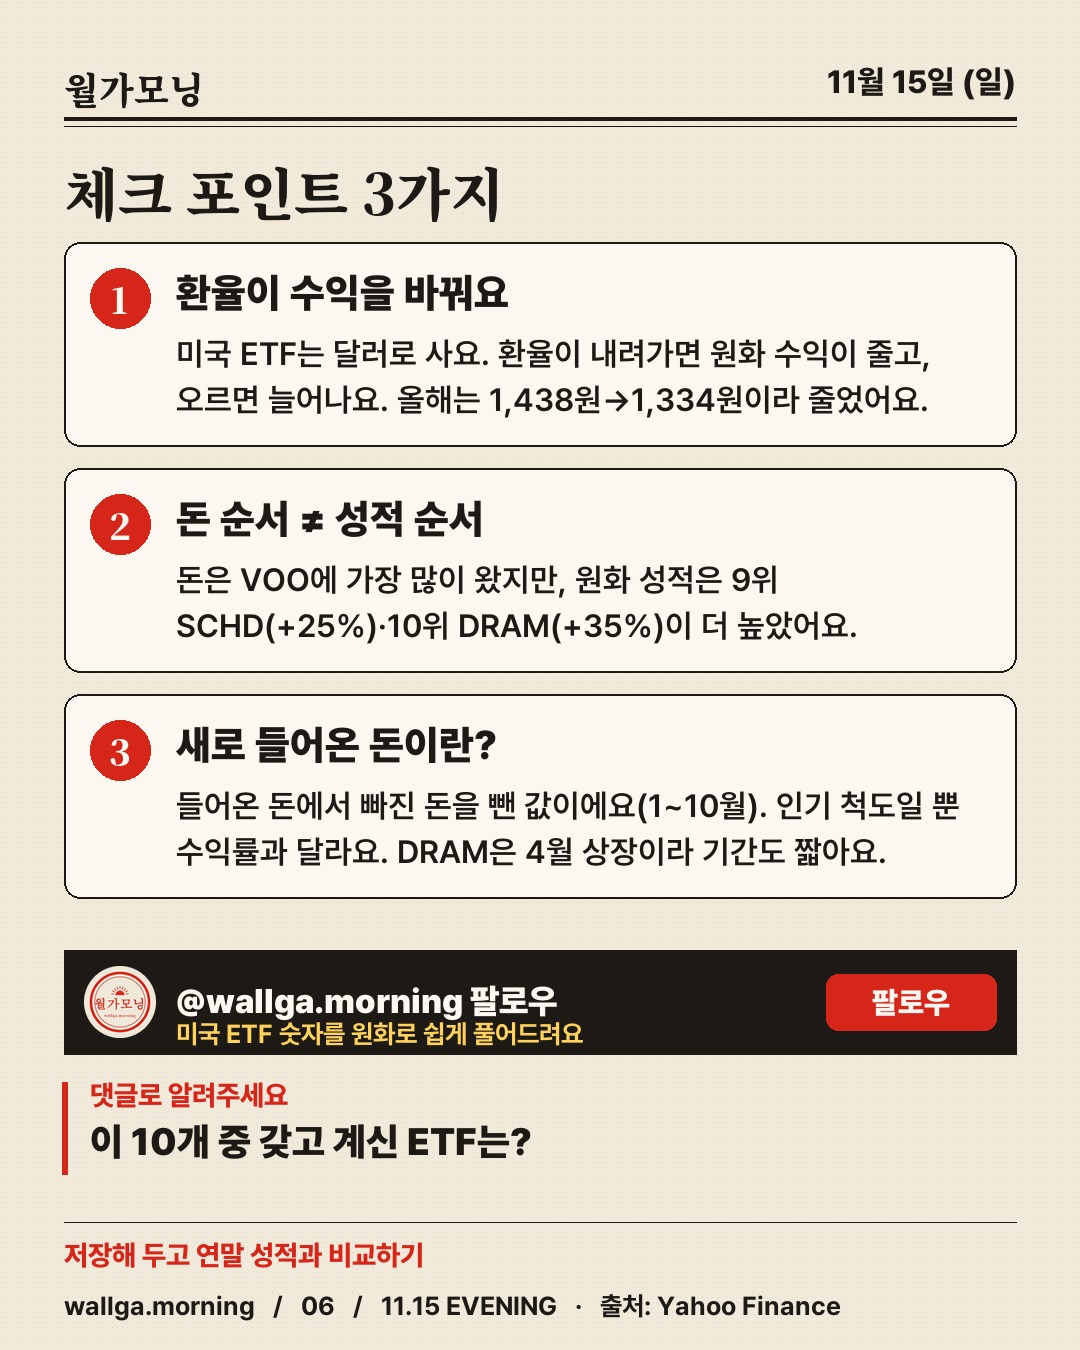 월가모닝
11월 15일 (일)
체크 포인트 3가지
1
환율이 수익을 바꿔요
미국 ETF는 달러로 사요. 환율이 내려가면 원화 수익이 줄고,
오르면 늘어나요. 올해는 1,438원→1,334원이라 줄었어요.
2
돈 순서 ≠ 성적 순서
돈은 VOO에 가장 많이 왔지만, 원화 성적은 9위
SCHD(+25%)·10위 DRAM(+35%)이 더 높았어요.
3
새로 들어온 돈이란?
들어온 돈에서 빠진 돈을 뺀 값이에요(1~10월). 인기 척도일 뿐
수익률과 달라요. DRAM은 4월 상장이라 기간도 짧아요.
월가모닝
wallga.morning
@wallga.morning 팔로우
미국 ETF 숫자를 원화로 쉽게 풀어드려요
팔로우
댓글로 알려주세요
이 10개 중 갖고 계신 ETF는?
저장해 두고 연말 성적과 비교하기
wallga.morning / 06 / 11.15 EVENING · 출처: Yahoo Finance